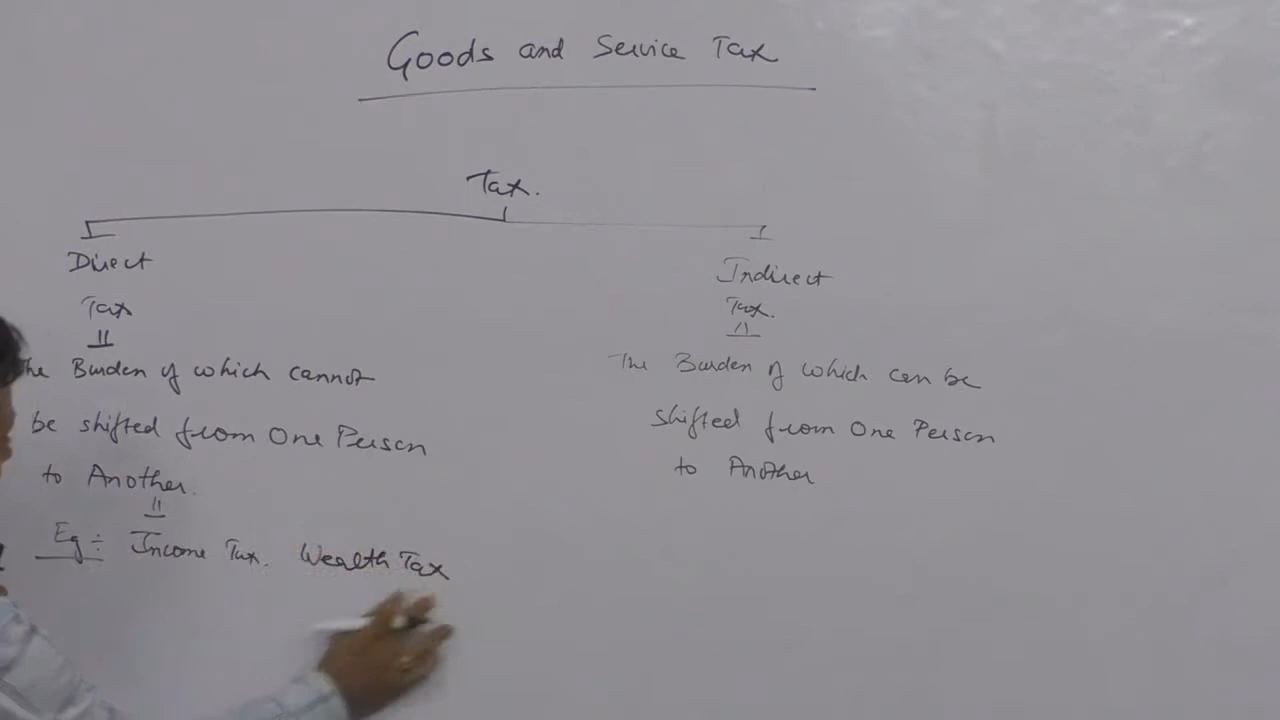 Goods and Service Tax
Tax.
Direct
Tax
The Burden of which cannot
be shifted from One Person
to Another.
Eg:- Income Tax. Wealth Tax
Indirect
Tax.
The Burden of which can be
shifted from One Person
to Another